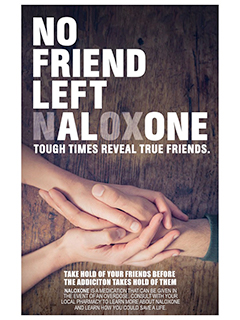 NO
FRIEND
LEFT
NALOXONE
TOUGH TIMES REVEAL TRUE FRIENDS.
TAKE HOLD OF YOUR FRIENDS BEFORE
THE ADDICITON TAKES HOLD OF THEM
NALOXONE IS A MEDICATION THAT CAN BE GIVEN IN
THE EVENT OF AN OVERDOSE. CONSULT WITH YOUR
LOCAL PHARMACY TO LEARN MORE ABOUT NALOXONE
AND LEARN HOW YOU COULD SAVE A LIFE.